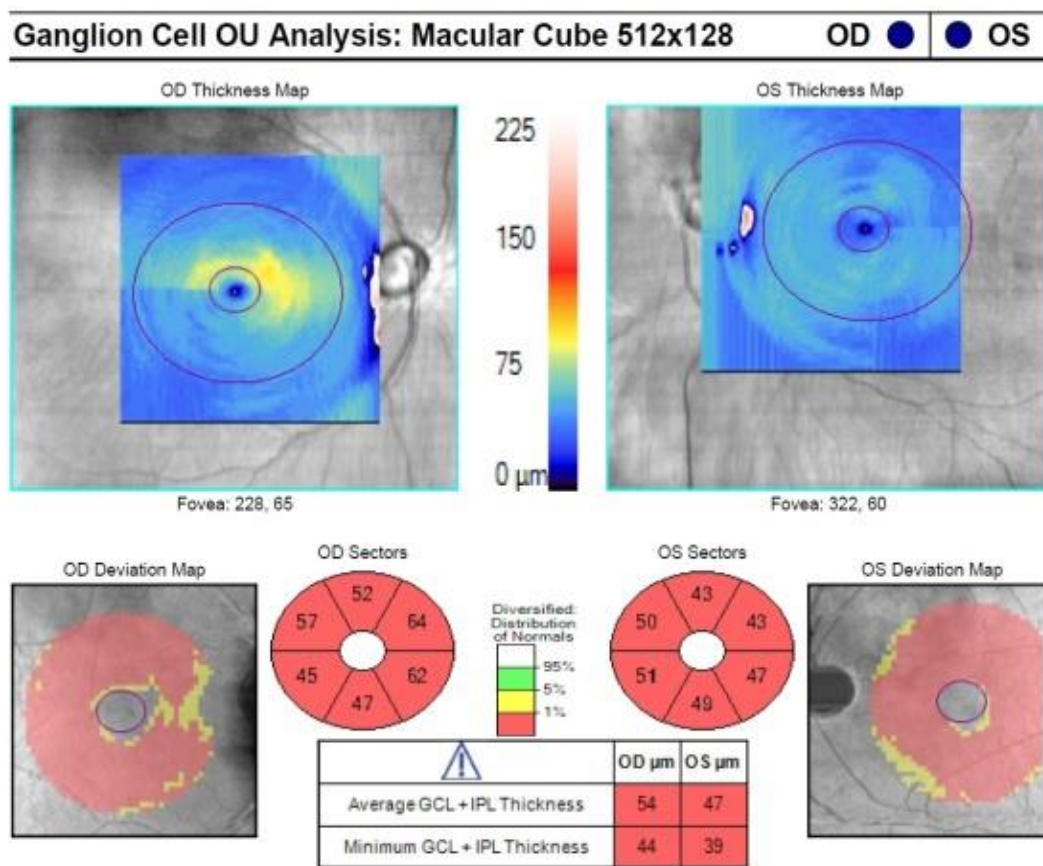 Ganglion Cell OU Analysis: Macular Cube 512x128 OD OS
OD Thickness Map
OS Thickness Map
225
150
75
0 µm
Fovea: 228, 65
Fovea: 322, 60
OD Deviation Map
OD Sectors
OS Sectors
OS Deviation Map
52
57
64
45
62
47
Diversified:
Distribution
of Normals
95%
5%
1%
43
50
43
51
47
49
OD µm OS µm
Average GCL + IPL Thickness 54 47
Minimum GCL + IPL Thickness 44 39